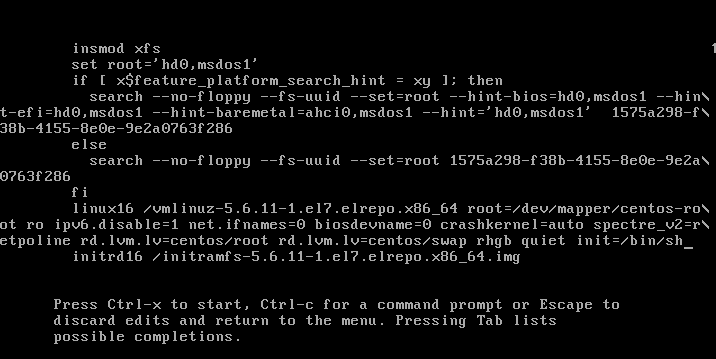 insmod xfs
set root='hd0,msdos1'
if [ x$feature_platform_search_hint = xy ]; then
search --no-floppy --fs-uuid --set=root --hint-bios=hd0,msdos1 --hin\
t-efi=hd0,msdos1 --hint-baremetal=ahci0,msdos1 --hint='hd0,msdos1'  1575a298-f\
38b-4155-8e0e-9e2a0763f286
else
search --no-floppy --fs-uuid --set=root 1575a298-f38b-4155-8e0e-9e2a\
0763f286
fi
linux16 /vmlinuz-5.6.11-1.el7.elrepo.x86_64 root=/dev/mapper/centos-ro\
ot ro ipv6.disable=1 net.ifnames=0 biosdevname=0 crashkernel=auto spectre_v2=r\
etpoline rd.lvm.lv=centos/root rd.lvm.lv=centos/swap rhgb quiet init=/bin/sh_
initrd16 /initramfs-5.6.11-1.el7.elrepo.x86_64.img
Press Ctrl-x to start, Ctrl-c for a command prompt or Escape to
discard edits and return to the menu. Pressing Tab lists
possible completions.